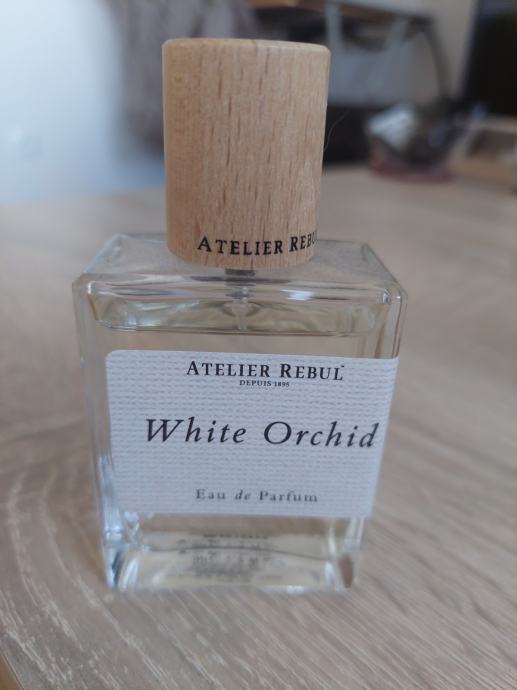 ATELIER REBUL
ATELIER REBUL
DEPUIS 1895
White Orchid
Eau de Parfum